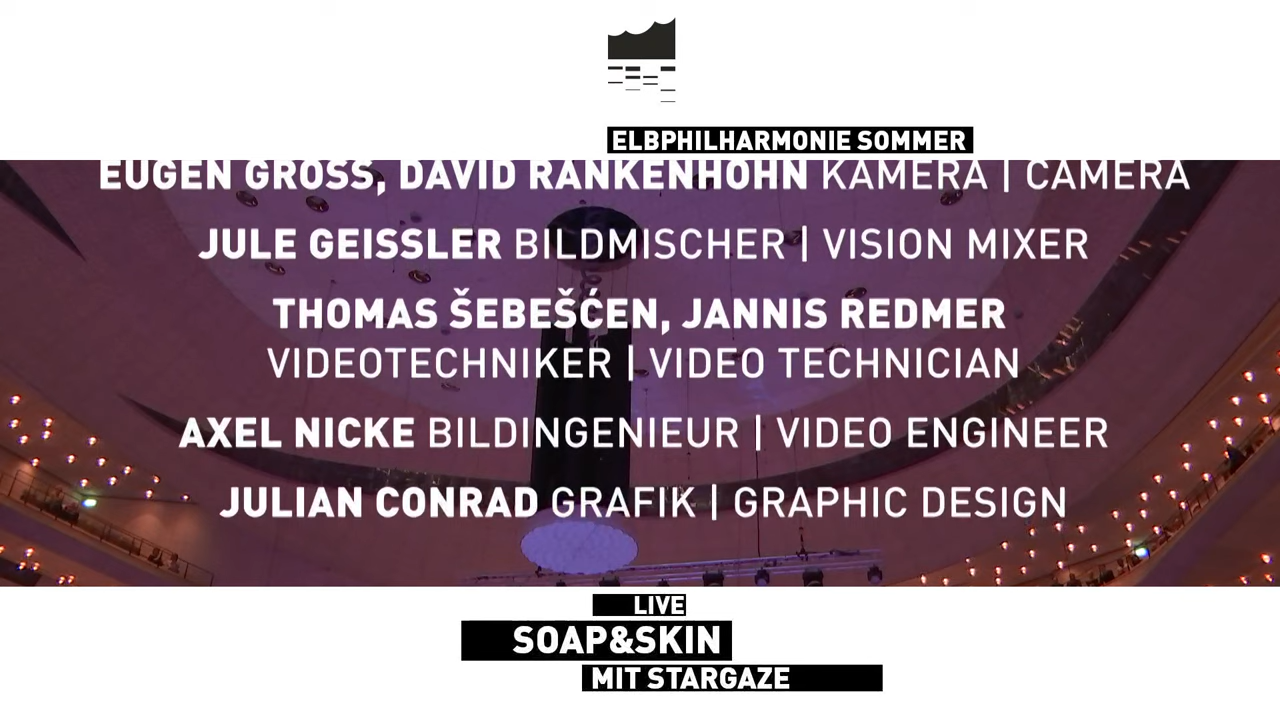 ELBPHILHARMONIE SOMMER
EUGEN GROSS, DAVID RANKENHOHN KAMERA | CAMERA
JULE GEISSLER BILDMISCHER | VISION MIXER
THOMAS ŠEBEŠĆEN, JANNIS REDMER
VIDEOTECHNIKER | VIDEO TECHNICIAN
AXEL NICKE BILDINGENIEUR | VIDEO ENGINEER
JULIAN CONRAD GRAFIK | GRAPHIC DESIGN
LIVE
SOAP&SKIN
MIT STARGAZE